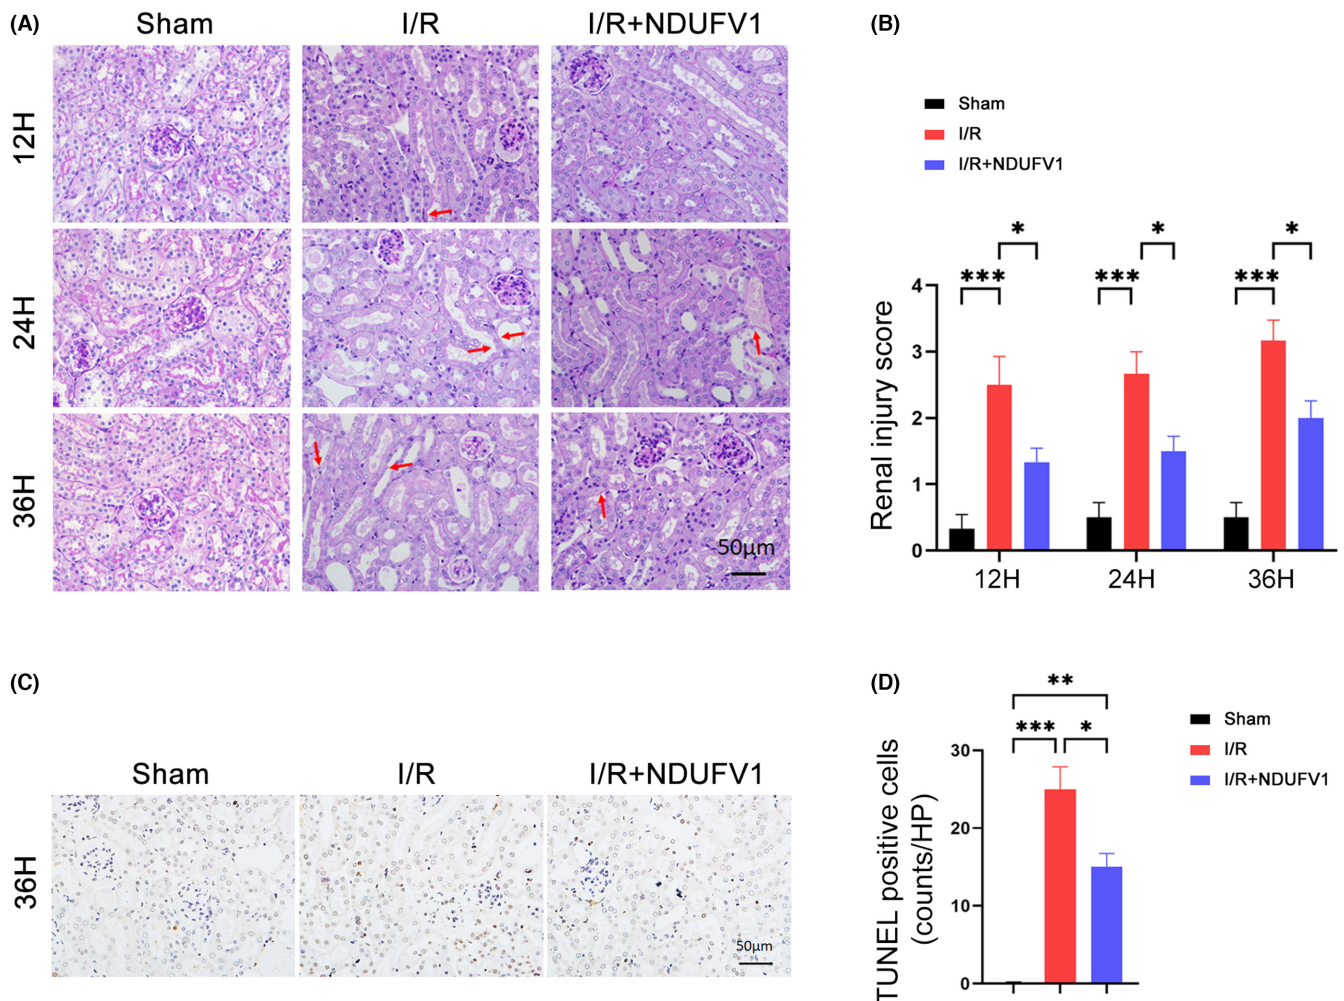 (A)
Sham
I/R
I/R+NDUFV1
12H
24H
36H
50μm
(B)
Sham
I/R
I/R+NDUFV1
*
*
*
***
***
***
Renal injury score
4
3
2
1
0
12H
24H
36H
(C)
Sham
I/R
I/R+NDUFV1
36H
50μm
(D)
Sham
I/R
I/R+NDUFV1
**
***
*
TUNEL positive cells
(counts/HP)
30
20
10
0